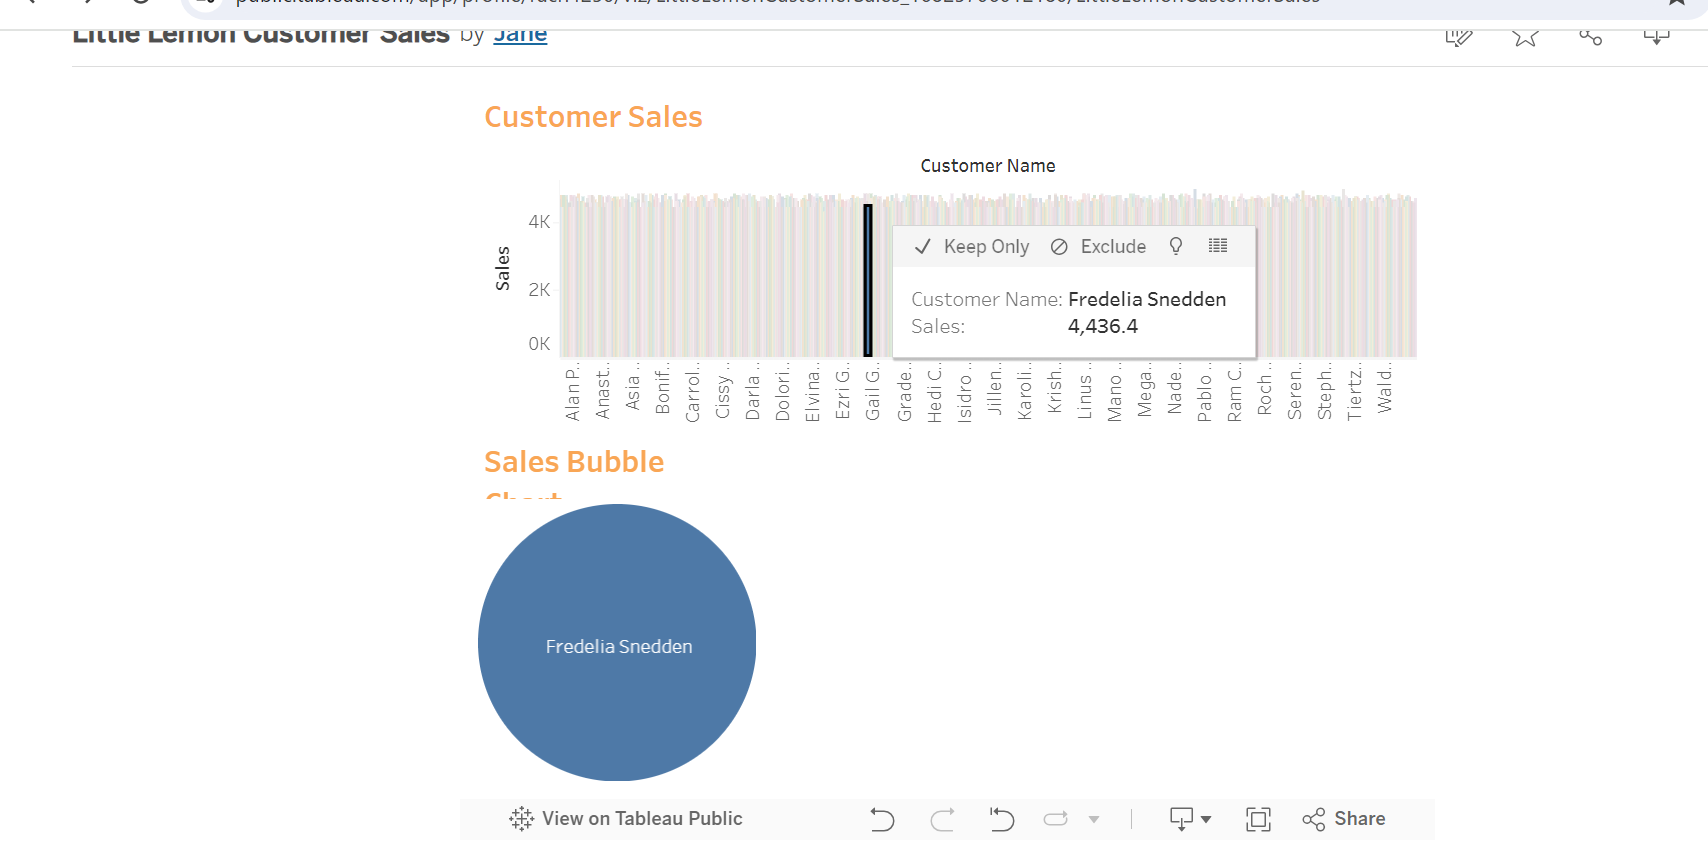 Little Lemon Customer Sales by Jane
Customer Sales
Customer Name
Sales
4K
2K
0K
Keep Only Exclude
Customer Name: Fredelia Snedden
Sales: 4,436.4
Alan P..
Anast..
Asia ..
Bonif..
Carrol..
Cissy ..
Darla ..
Dolori..
Elvina..
Ezri G..
Gail G..
Grade..
Hedi C..
Isidro ..
Jillen..
Karoli..
Krish..
Linus ..
Mano ..
Mega..
Nade..
Pablo ..
Ram C..
Roch ..
Seren..
Steph..
Tiertz..
Wald..
Sales Bubble
Chart
Fredelia Snedden
View on Tableau Public
Share